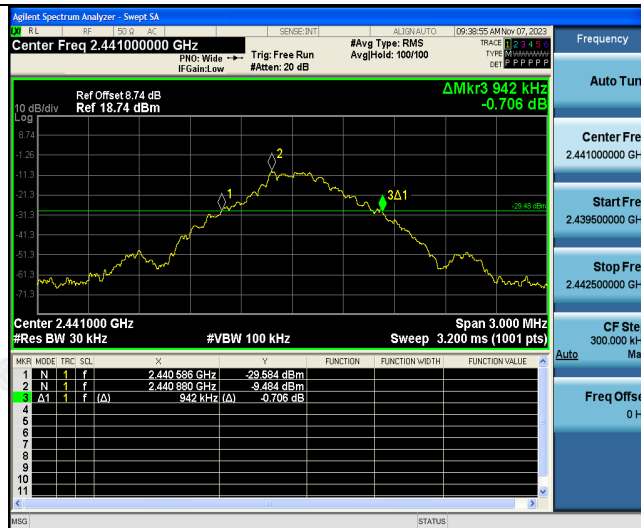 Agilent Spectrum Analyzer - Swept SA
LXI RL RF 50 Ω AC SENSE:INT ALIGNAUTO 09:38:55 AM Nov 07, 2023
Center Freq 2.441000000 GHz
PNO: Wide
IFGain:Low
Trig: Free Run
#Atten: 20 dB
#Avg Type: RMS
Avg|Hold: 100/100
TRACE 1 2 3 4 5 6
TYPE M
DET P P P P P P
Ref Offset 8.74 dB
Ref 18.74 dBm
10 dB/div
Log
ΔMkr3 942 kHz
-0.706 dB
8.74
-1.26
-11.3
-21.3
-31.3
-41.3
-51.3
-61.3
-71.3
1
2
3Δ1
-29.48 dBm
Center 2.441000 GHz
Span 3.000 MHz
#Res BW 30 kHz
#VBW 100 kHz
Sweep 3.200 ms (1001 pts)
MKR MODE TRC SCL X Y FUNCTION FUNCTION WIDTH FUNCTION VALUE
1 N 1 f 2.440 586 GHz -29.584 dBm
2 N 1 f 2.440 880 GHz -9.484 dBm
3 Δ1 1 f (Δ) 942 kHz (Δ) -0.706 dB
4
5
6
7
8
9
10
11
MSG STATUS
Frequency
Auto Tun
Center Fre
2.441000000 GH
Start Fre
2.439500000 GH
Stop Fre
2.442500000 GH
CF Ste
300.000 kH
Auto Ma
Freq Offse
0 H